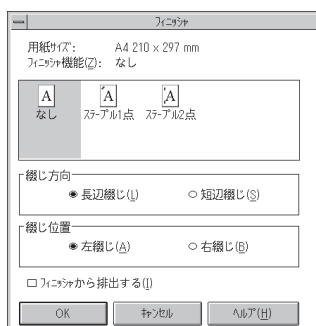 フィニッシャ
用紙サイズ: A4 210 x 297 mm
フィニッシャ機能(Z): なし
A A A
なし ステープル1点 ステープル2点
綴じ方向
長辺綴じ(L) 短辺綴じ(S)
綴じ位置
左綴じ(A) 右綴じ(B)
フィニッシャから排出する(I)
OK キャンセル ヘルプ(H)